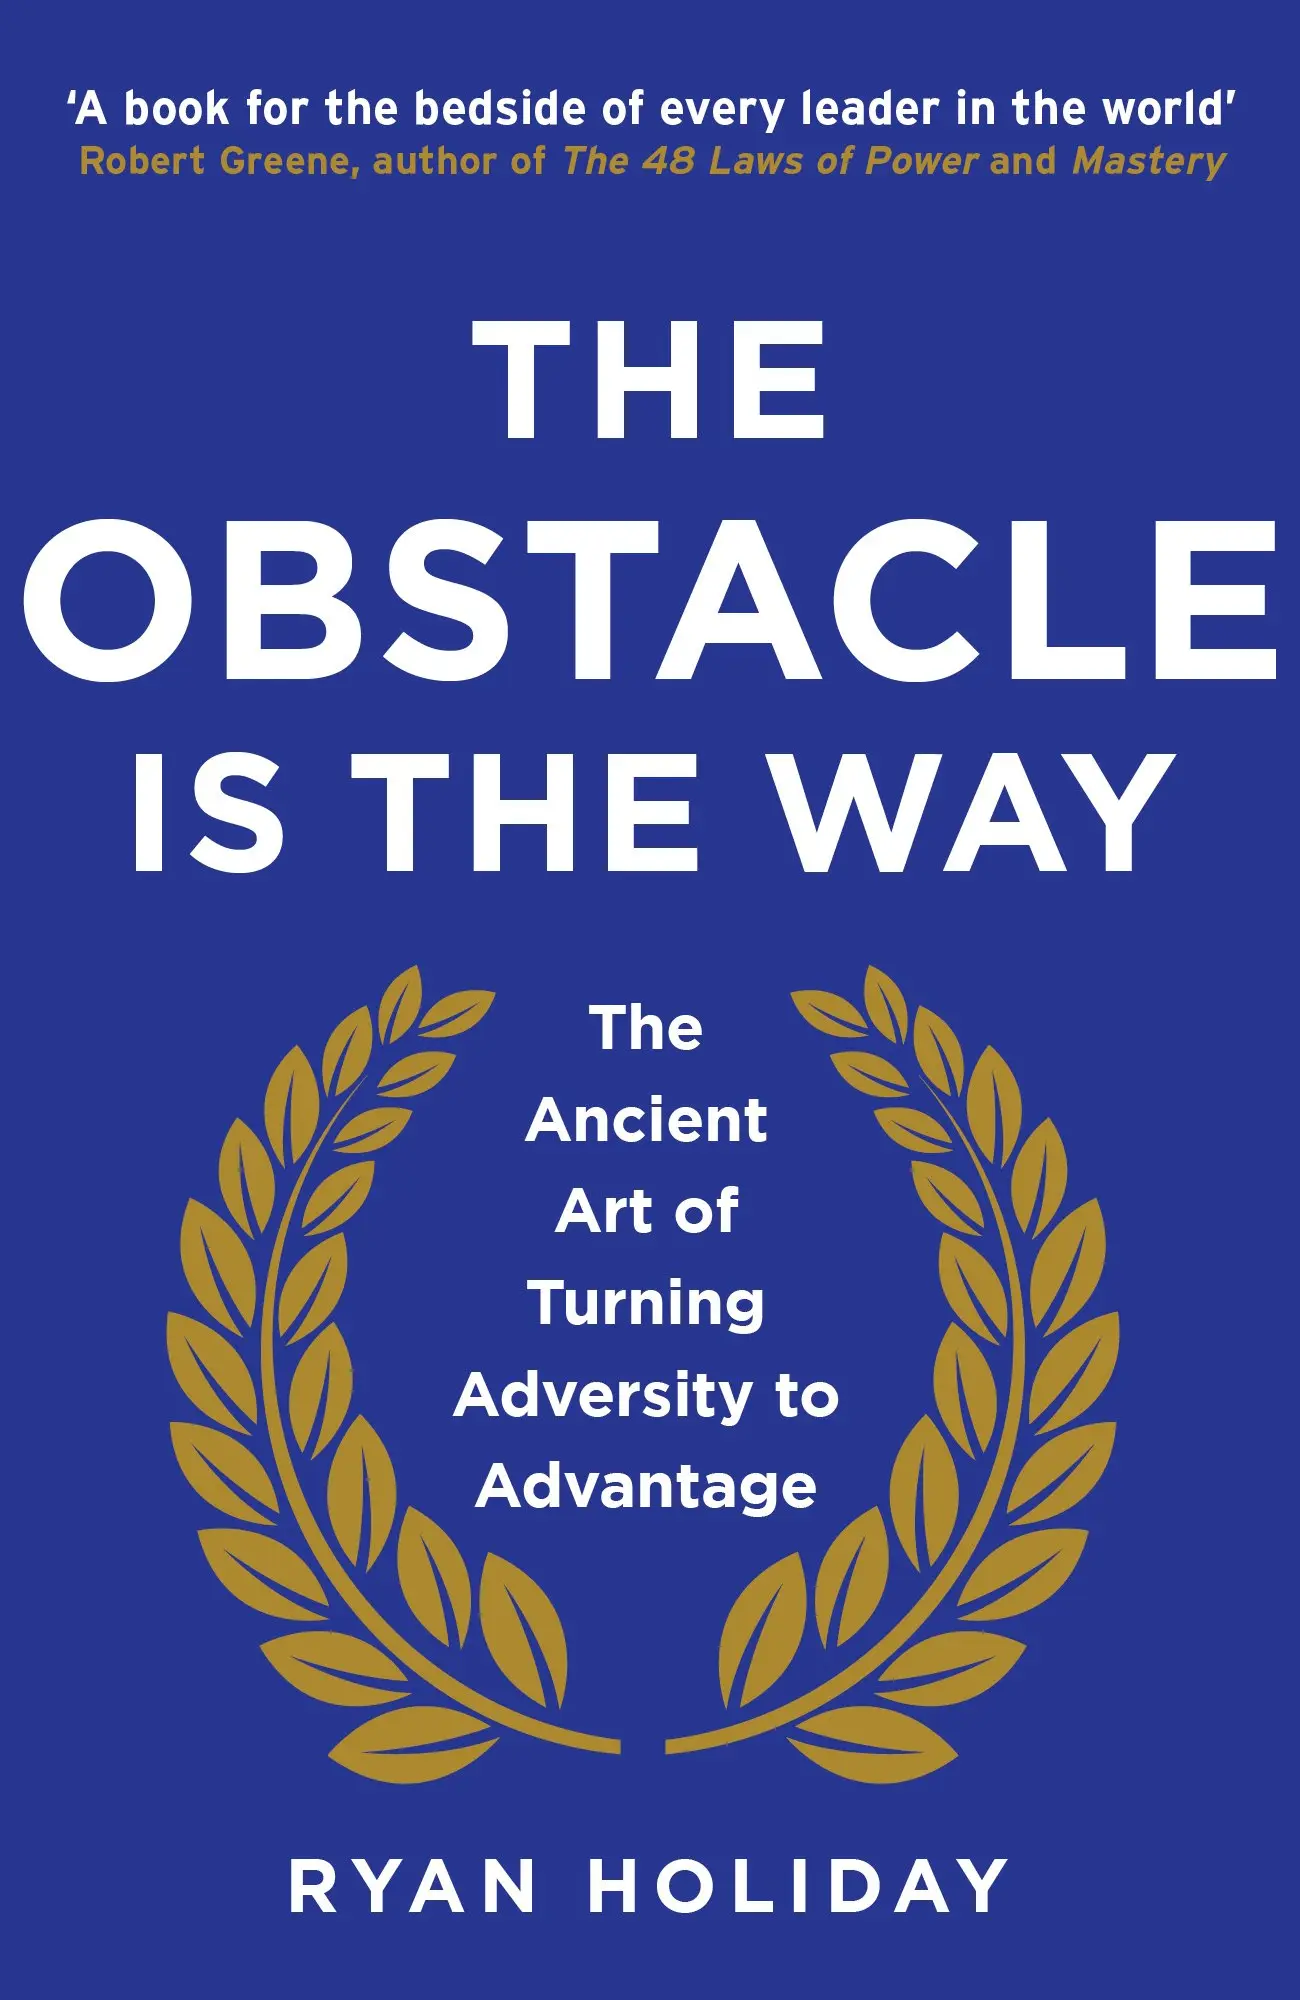 ‘A book for the bedside of every leader in the world’
Robert Greene, author of The 48 Laws of Power and Mastery
THE
OBSTACLE
IS THE WAY
The
Ancient
Art of
Turning
Adversity to
Advantage
RYAN HOLIDAY